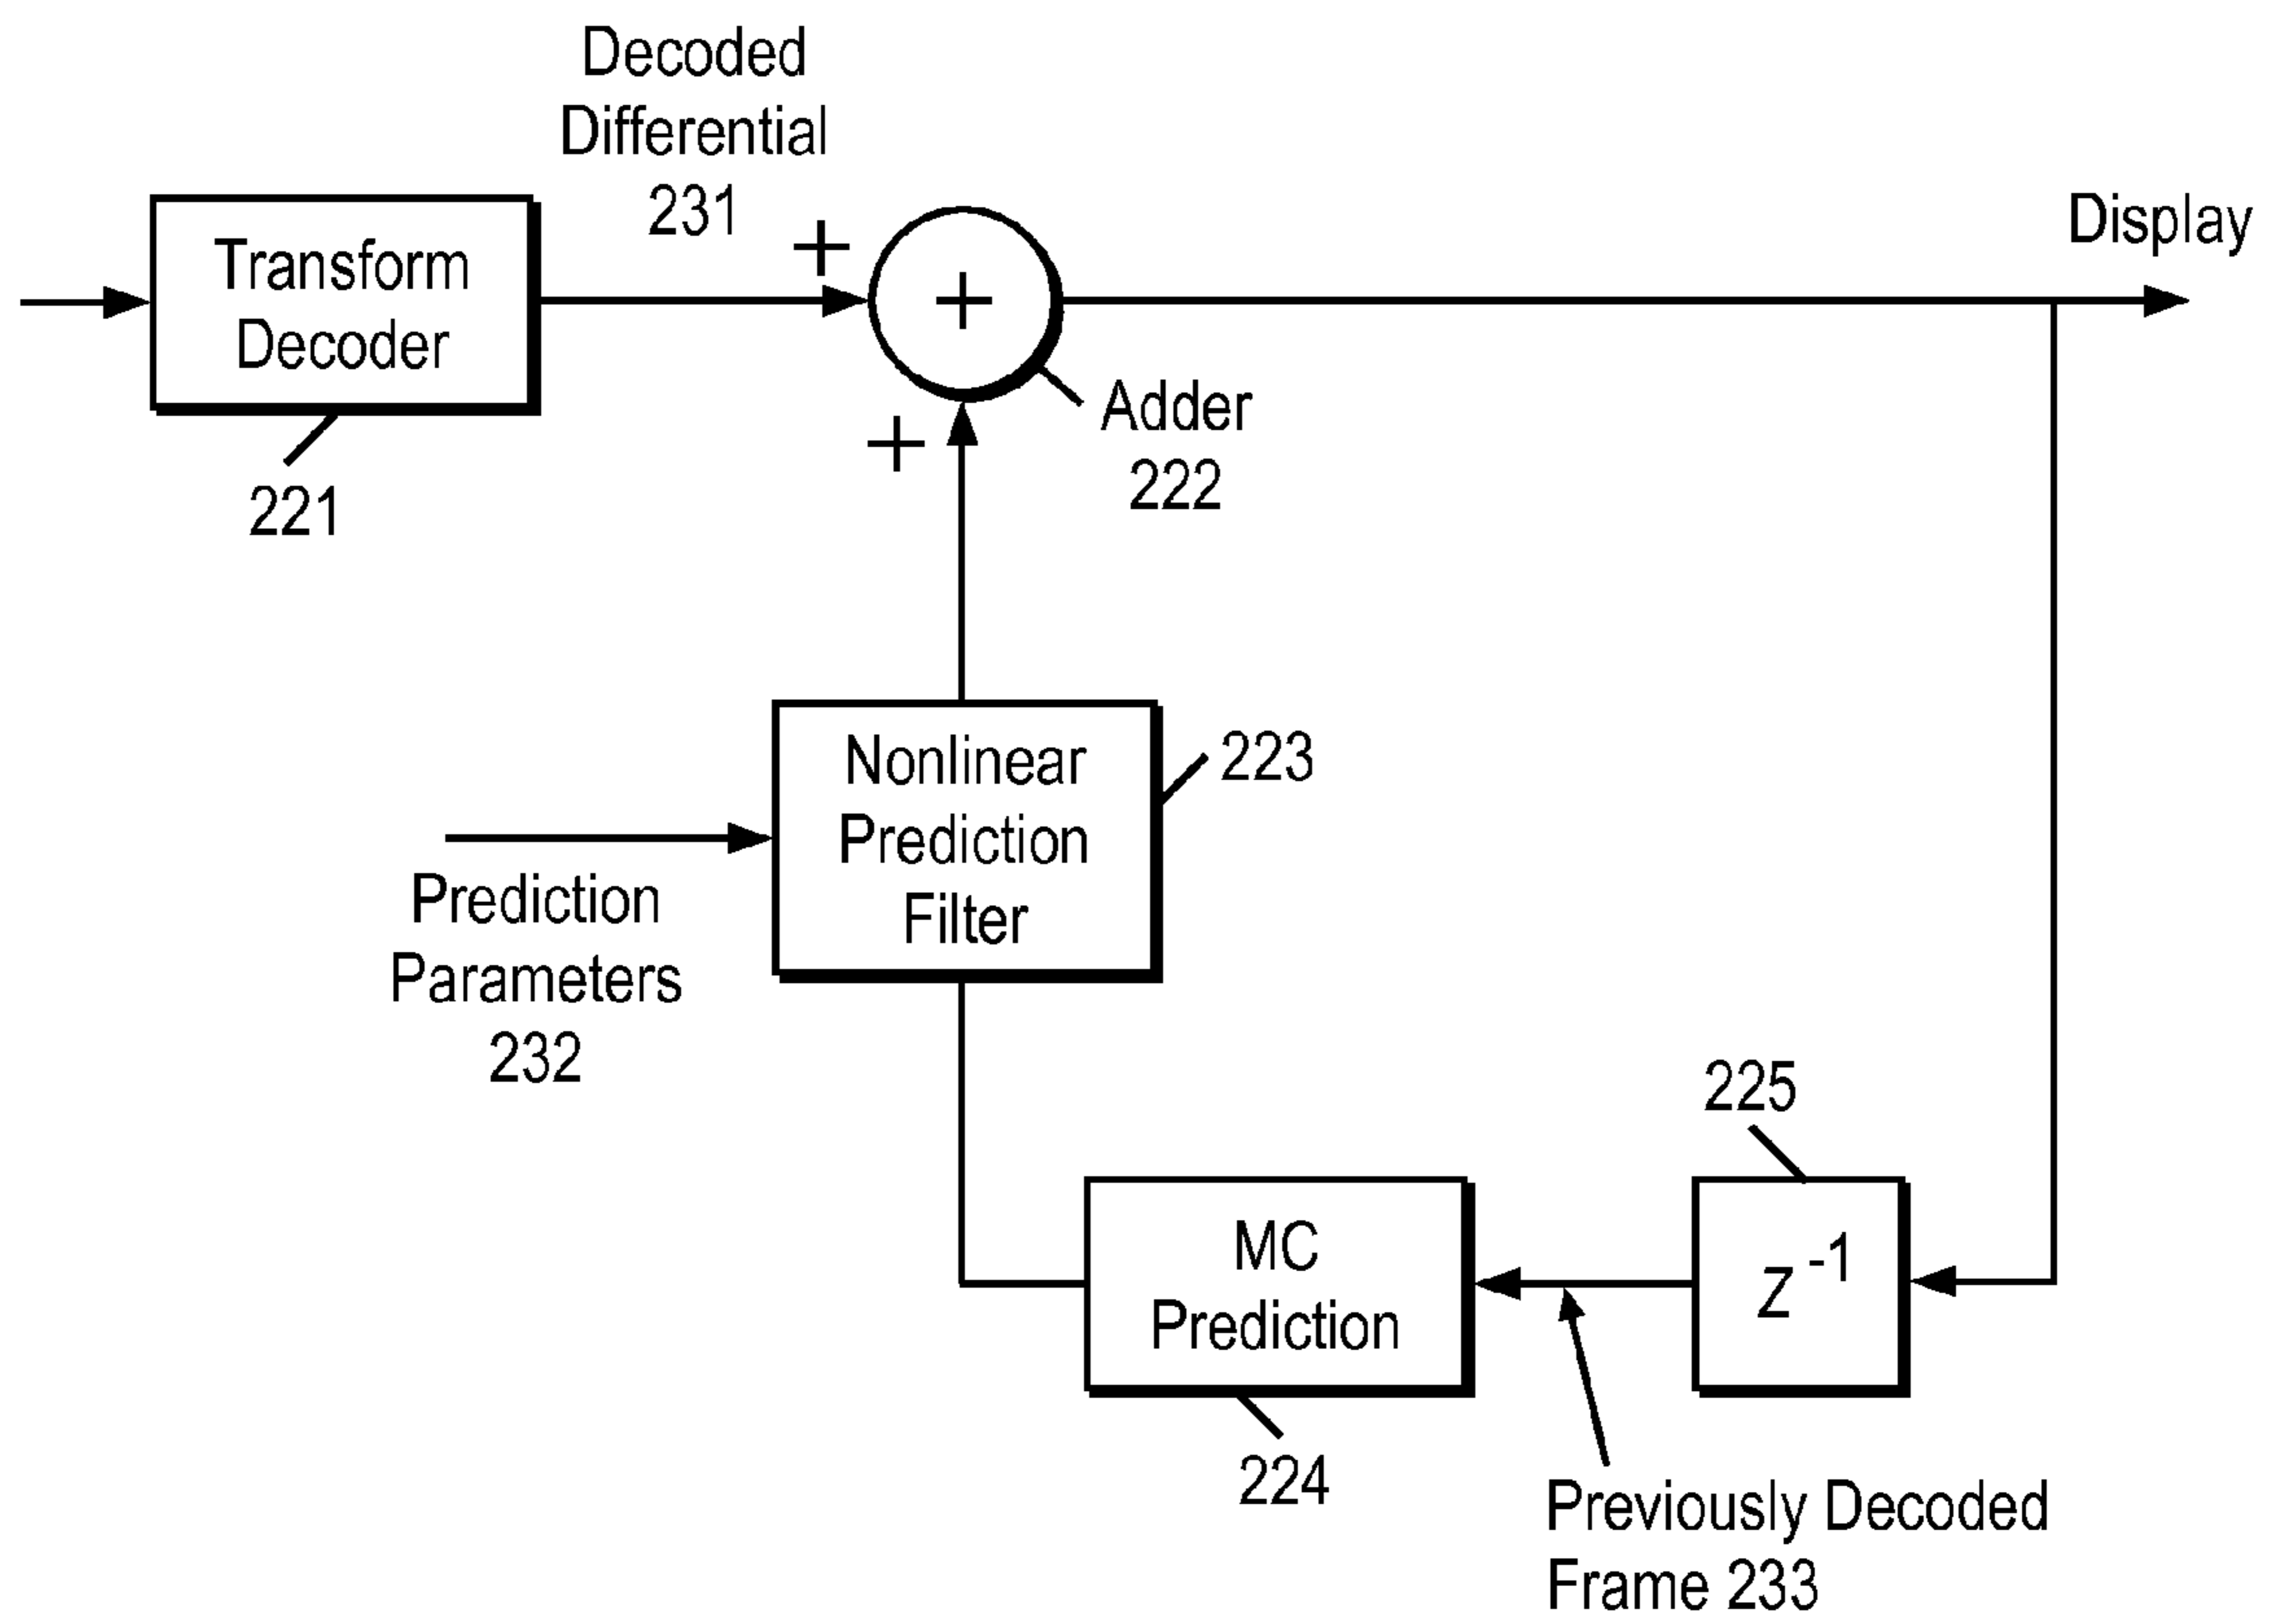 Decoded
Differential
231
Display
+
Transform
Decoder
+
Adder
222
+
221
Nonlinear
Prediction
Filter
223
Prediction
Parameters
232
225
MC
Prediction
z -1
224
Previously Decoded
Frame 233